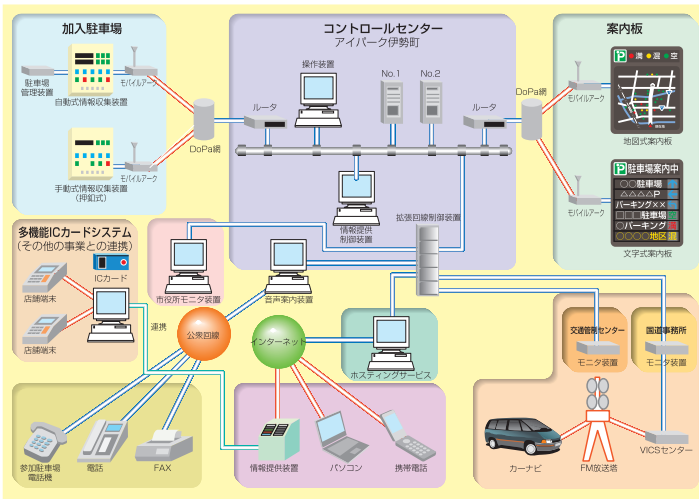 加入駐車場
駐車場
管理装置
自動式情報収集装置
モバイルアーク
手動式情報収集装置
(押釦式)
モバイルアーク
DoPa網
コントロールセンター
アイパーク伊勢町
操作装置
No.1
No.2
ルータ
ルータ
情報提供
制御装置
拡張回線制御装置
DoPa網
案内板
モバイルアーク
P ●満 ●混 ●空
地図式案内板
モバイルアーク
P 駐車場案内中
○○駐車場
△△△△P
パーキング××
□□□駐車場
○パーキング
○○○○地区
文字式案内板
多機能ICカードシステム
(その他の事業との連携)
ICカード
店舗端末
店舗端末
連携
市役所モニタ装置
音声案内装置
公衆回線
インターネット
ホスティングサービス
交通管制センター
モニタ装置
国道事務所
モニタ装置
参加駐車場
電話機
電話
FAX
情報提供装置
パソコン
携帯電話
カーナビ
FM放送塔
VICSセンター